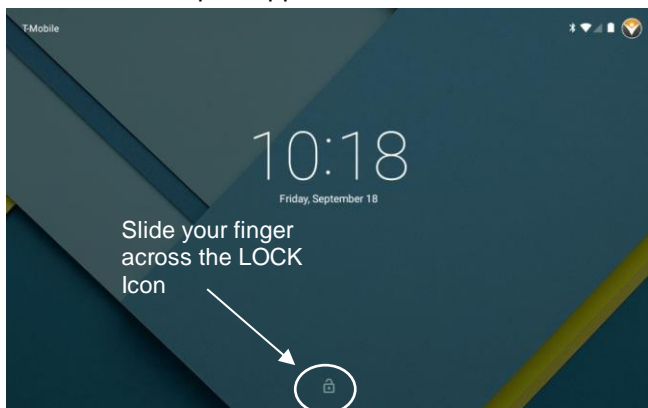 T-Mobile
10:18
Friday, September 18
Slide your finger
across the LOCK
Icon